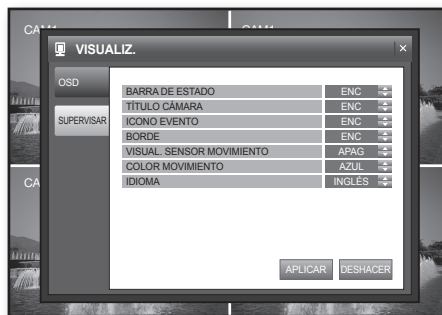 CAM1
CAM1
VISUALIZ.
OSD
SUPERVISAR
BARRA DE ESTADO ENC
TÍTULO CÁMARA ENC
ICONO EVENTO ENC
BORDE ENC
VISUAL. SENSOR MOVIMIENTO APAG
COLOR MOVIMIENTO AZUL
IDIOMA INGLÉS
CA
APLICAR DESHACER